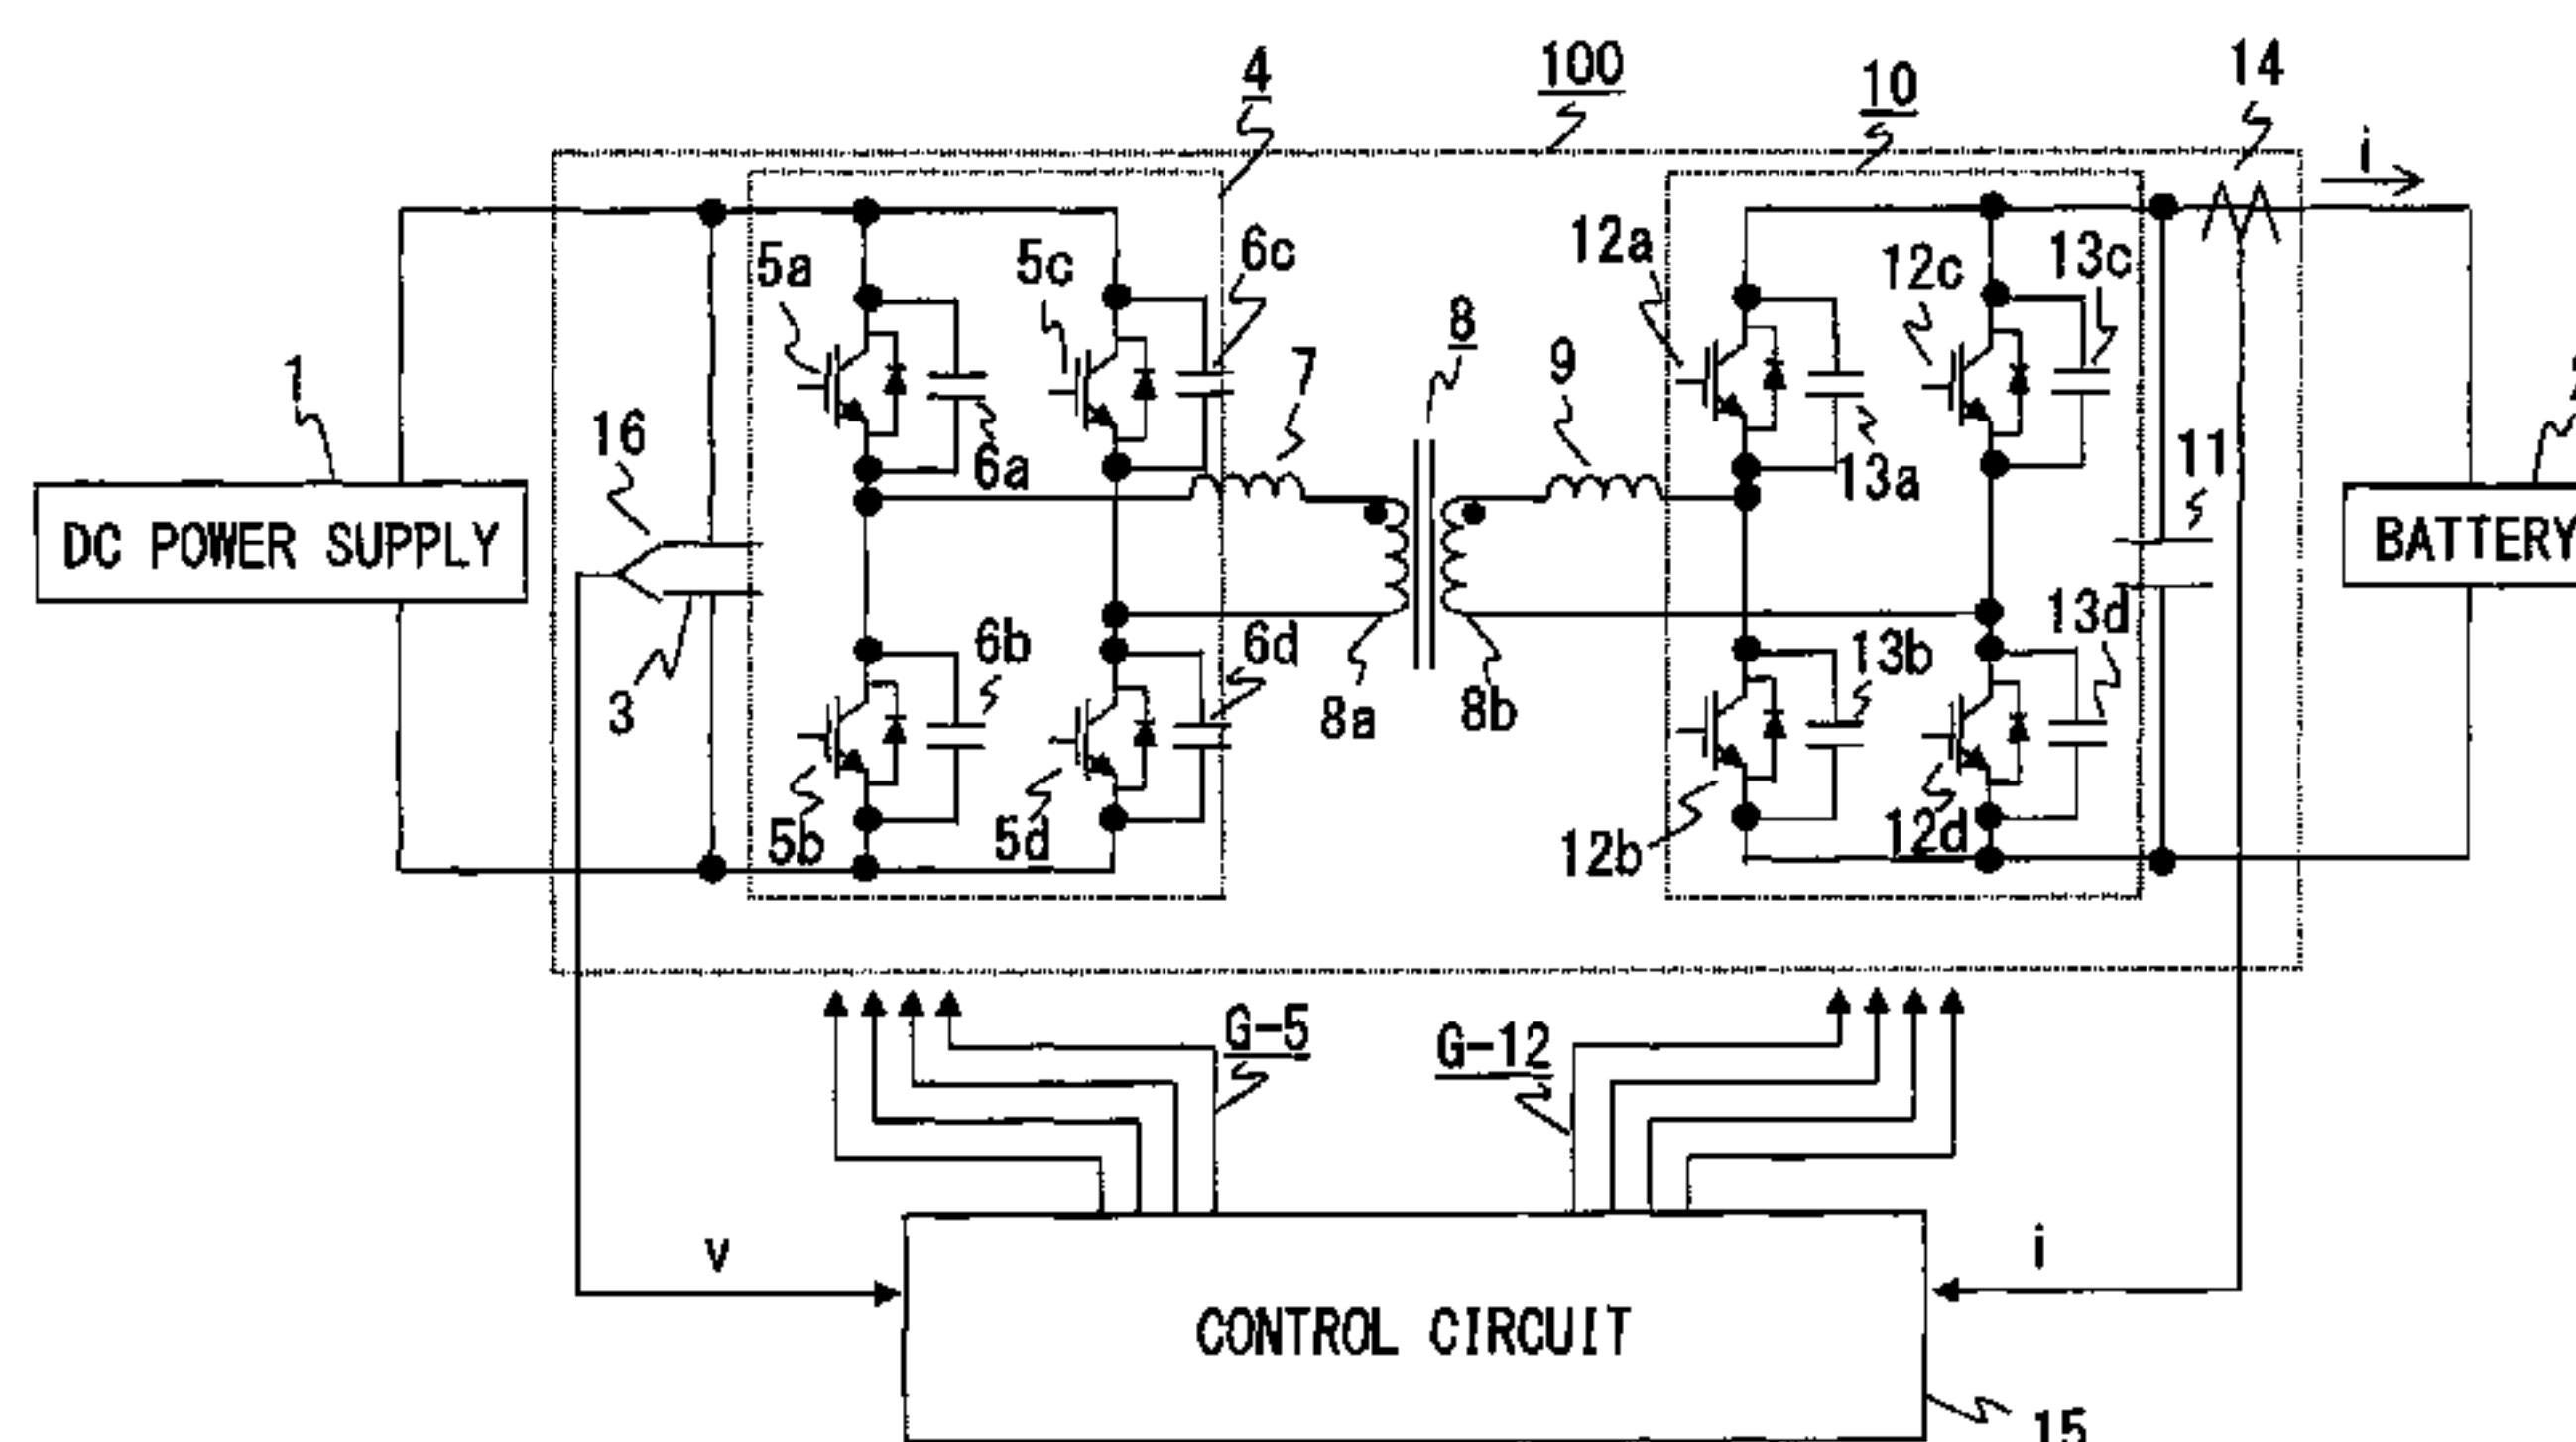 4
100
10
14
i
5a
5c
6c
12a
12c
13c
1
16
7
8
9
6a
13a
11
DC POWER SUPPLY
BATTERY
3
6b
6d
8a
8b
13b
13d
5b
5d
12b
12d
G-5
G-12
v
i
CONTROL CIRCUIT
15